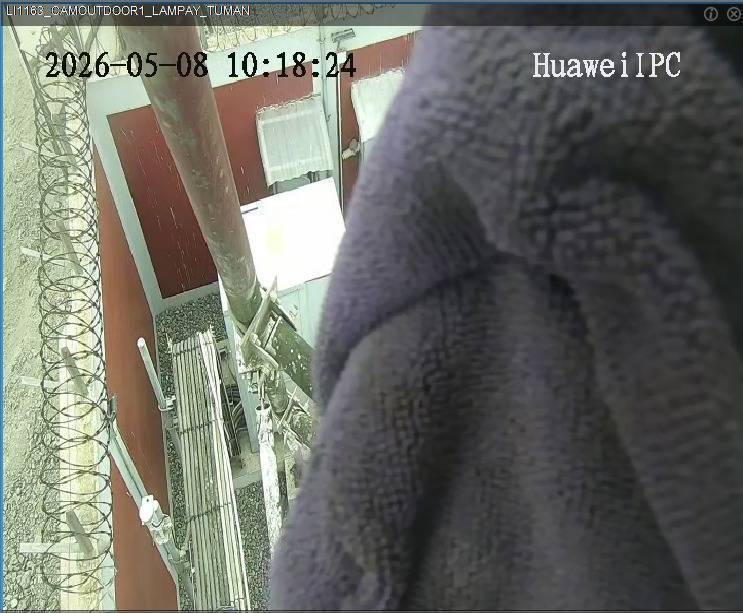 LI1163_CAMOUTDOOR1_LAMPAY_TUMAN
2026-05-08 10:18:24
HuaweiIPC